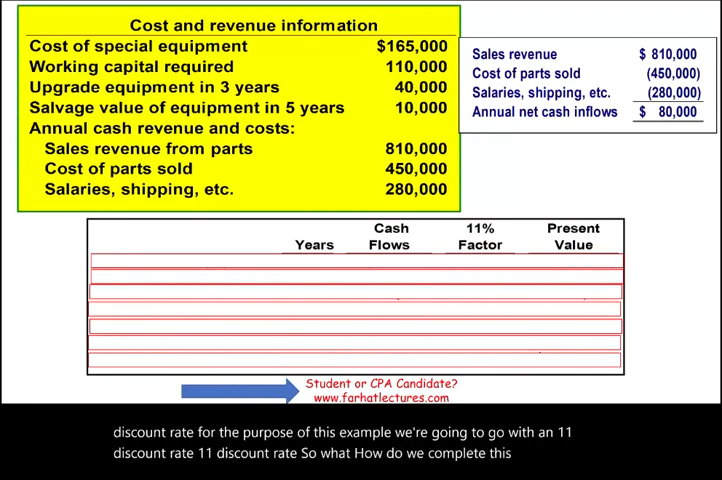 Cost and revenue information
Cost of special equipment $165,000
Working capital required 110,000
Upgrade equipment in 3 years 40,000
Salvage value of equipment in 5 years 10,000
Annual cash revenue and costs:
Sales revenue from parts 810,000
Cost of parts sold 450,000
Salaries, shipping, etc. 280,000
Sales revenue $ 810,000
Cost of parts sold (450,000)
Salaries, shipping, etc. (280,000)
Annual net cash inflows $ 80,000
Cash 11% Present
Years Flows Factor Value
Student or CPA Candidate?
www.farhatlectures.com
discount rate for the purpose of this example we're going to go with an 11
discount rate 11 discount rate So what How do we complete this